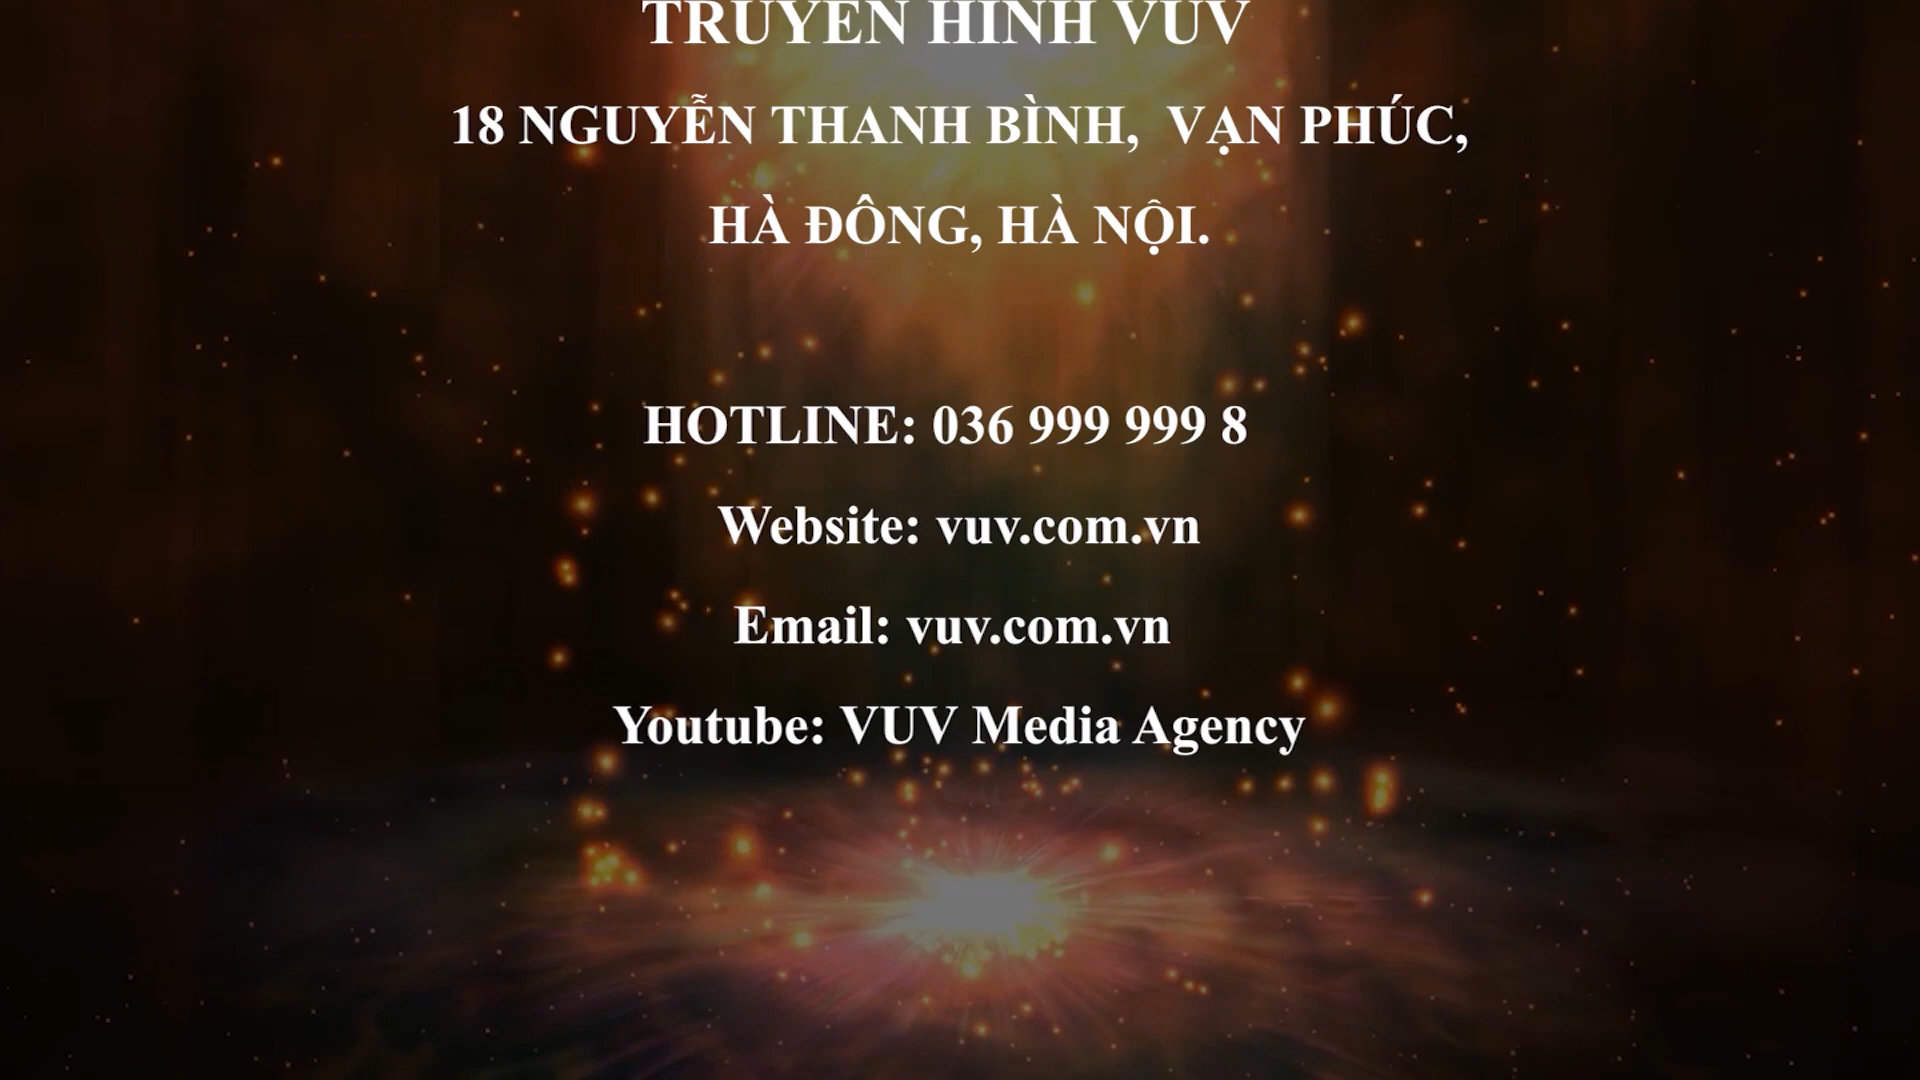 TRUYỀN HÌNH VUV
18 NGUYỄN THANH BÌNH, VẠN PHÚC,
HÀ ĐÔNG, HÀ NỘI.
HOTLINE: 036 999 999 8
Website: vuv.com.vn
Email: vuv.com.vn
Youtube: VUV Media Agency